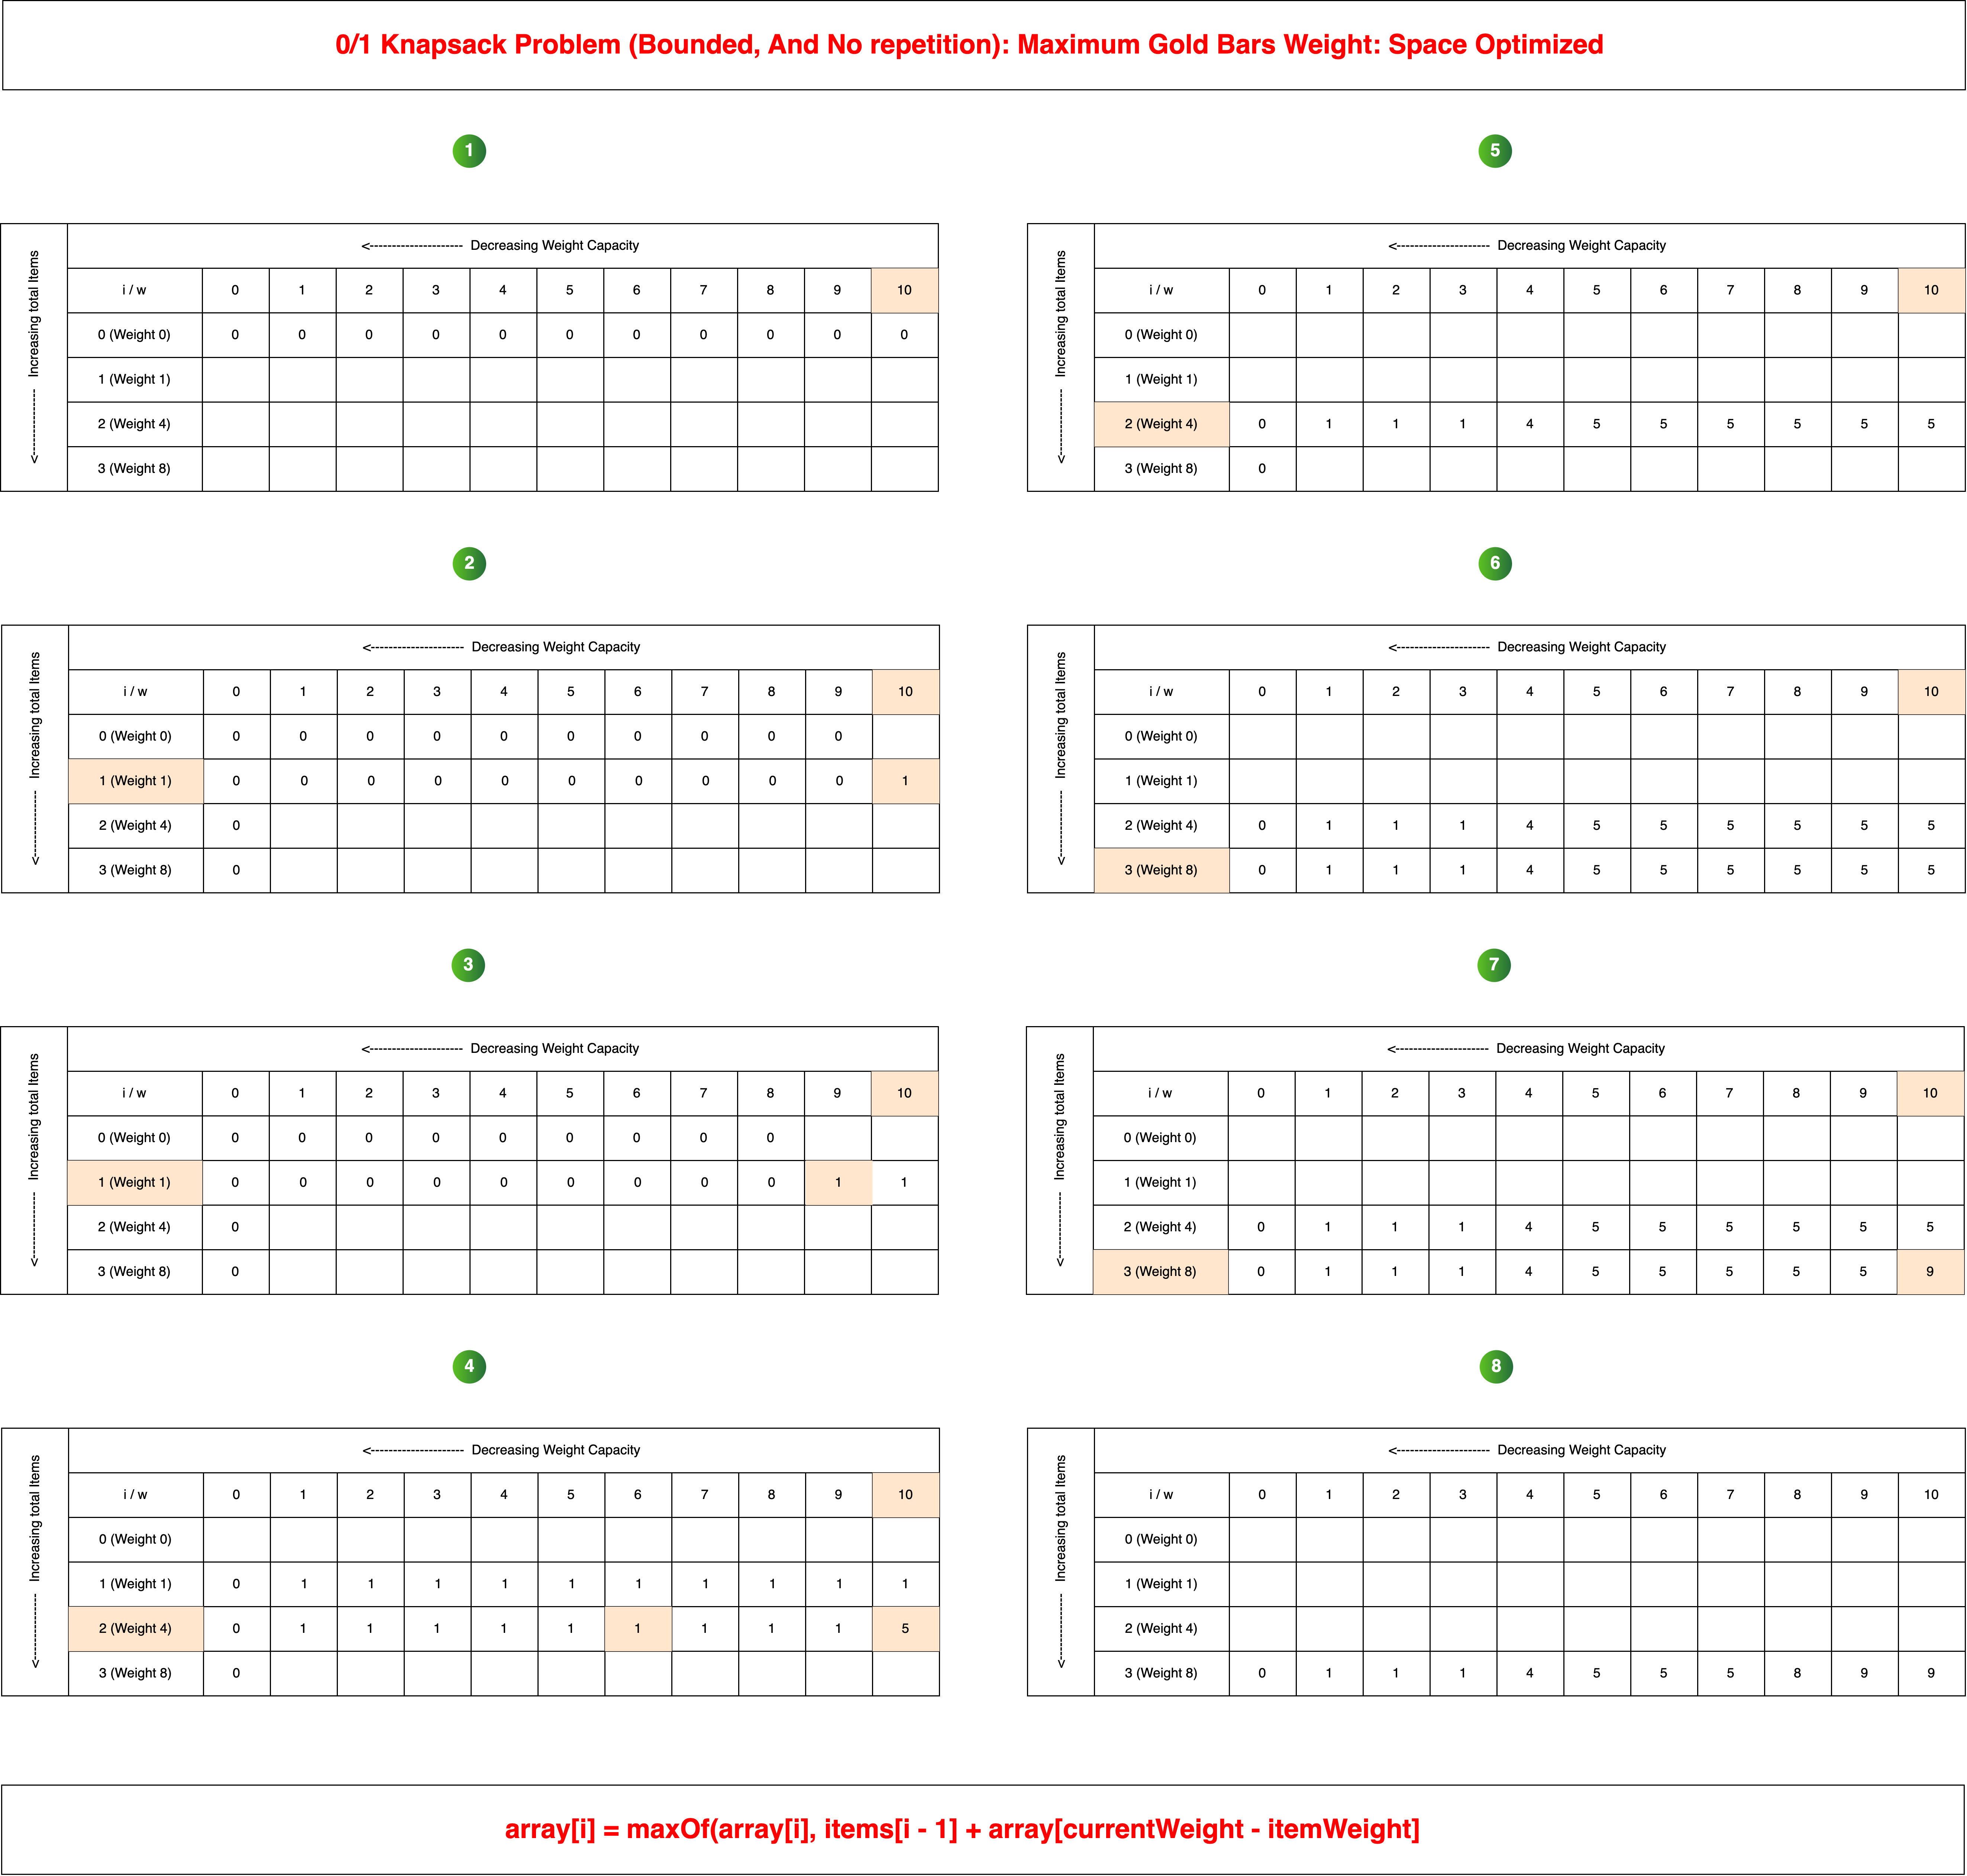 0/1 Knapsack Problem (Bounded, And No repetition): Maximum Gold Bars Weight: Space Optimized
1
<--------------------- Decreasing Weight Capacity
<--------------- Increasing total Items
i / w 0 1 2 3 4 5 6 7 8 9 10
0 (Weight 0) 0 0 0 0 0 0 0 0 0 0 0
1 (Weight 1)
2 (Weight 4)
3 (Weight 8)
2
<--------------------- Decreasing Weight Capacity
<--------------- Increasing total Items
i / w 0 1 2 3 4 5 6 7 8 9 10
0 (Weight 0) 0 0 0 0 0 0 0 0 0 0
1 (Weight 1) 0 0 0 0 0 0 0 0 0 0 1
2 (Weight 4) 0
3 (Weight 8) 0
3
<--------------------- Decreasing Weight Capacity
<--------------- Increasing total Items
i / w 0 1 2 3 4 5 6 7 8 9 10
0 (Weight 0) 0 0 0 0 0 0 0 0 0
1 (Weight 1) 0 0 0 0 0 0 0 0 0 1 1
2 (Weight 4) 0
3 (Weight 8) 0
4
<--------------------- Decreasing Weight Capacity
<--------------- Increasing total Items
i / w 0 1 2 3 4 5 6 7 8 9 10
0 (Weight 0)
1 (Weight 1) 0 1 1 1 1 1 1 1 1 1 1
2 (Weight 4) 0 1 1 1 1 1 1 1 1 1 5
3 (Weight 8) 0
5
<--------------------- Decreasing Weight Capacity
<--------------- Increasing total Items
i / w 0 1 2 3 4 5 6 7 8 9 10
0 (Weight 0)
1 (Weight 1)
2 (Weight 4) 0 1 1 1 4 5 5 5 5 5 5
3 (Weight 8) 0
6
<--------------------- Decreasing Weight Capacity
<--------------- Increasing total Items
i / w 0 1 2 3 4 5 6 7 8 9 10
0 (Weight 0)
1 (Weight 1)
2 (Weight 4) 0 1 1 1 4 5 5 5 5 5 5
3 (Weight 8) 0 1 1 1 4 5 5 5 5 5 5
7
<--------------------- Decreasing Weight Capacity
<--------------- Increasing total Items
i / w 0 1 2 3 4 5 6 7 8 9 10
0 (Weight 0)
1 (Weight 1)
2 (Weight 4) 0 1 1 1 4 5 5 5 5 5 5
3 (Weight 8) 0 1 1 1 4 5 5 5 5 5 9
8
<--------------------- Decreasing Weight Capacity
<--------------- Increasing total Items
i / w 0 1 2 3 4 5 6 7 8 9 10
0 (Weight 0)
1 (Weight 1)
2 (Weight 4)
3 (Weight 8) 0 1 1 1 4 5 5 5 8 9 9
array[i] = maxOf(array[i], items[i - 1] + array[currentWeight - itemWeight]